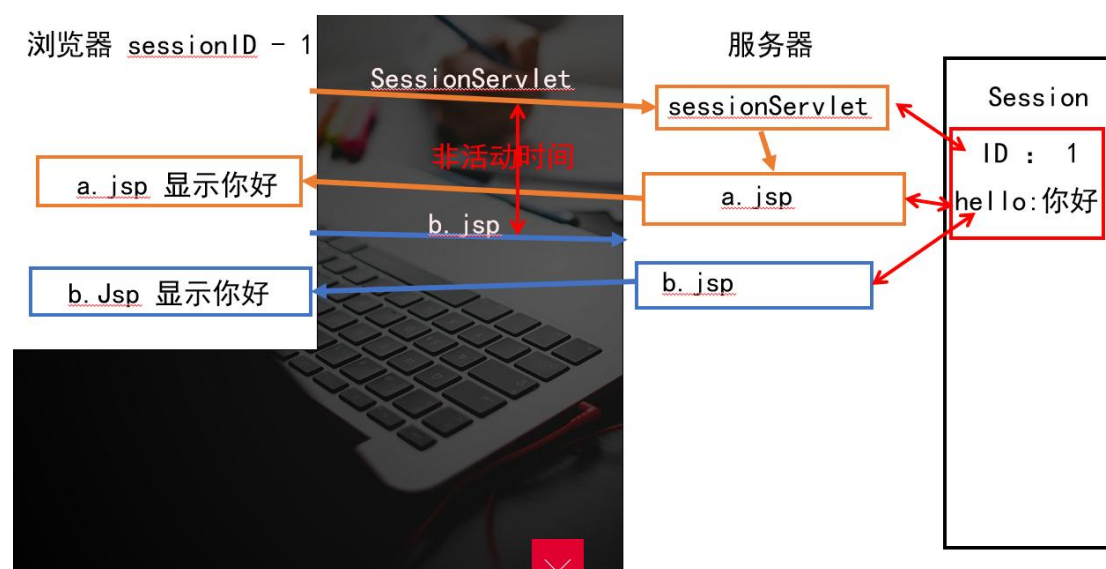 浏览器 sessionID - 1
服务器
SessionServlet
sessionServlet
Session
非活动时间
ID : 1
a.jsp 显示你好
a.jsp
hello:你好
b.jsp
b.Jsp 显示你好
b.jsp